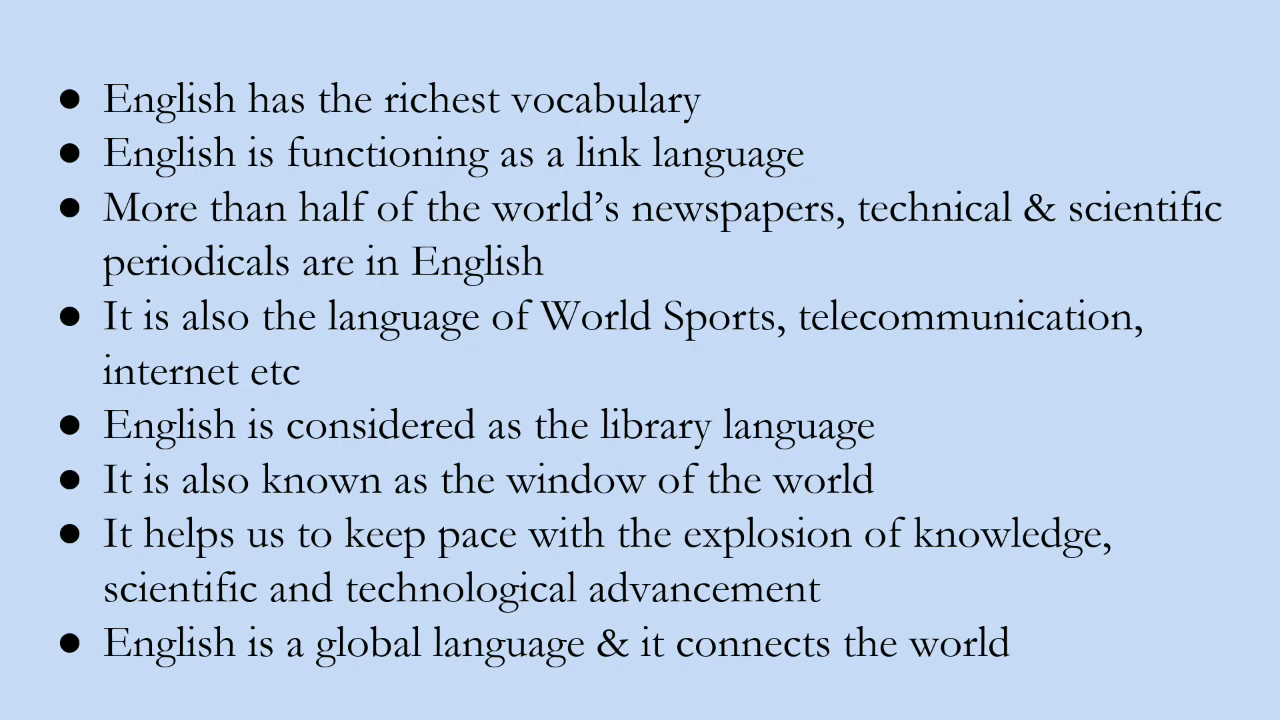 ● English has the richest vocabulary
● English is functioning as a link language
● More than half of the world’s newspapers, technical & scientific
periodicals are in English
● It is also the language of World Sports, telecommunication,
internet etc
● English is considered as the library language
● It is also known as the window of the world
● It helps us to keep pace with the explosion of knowledge,
scientific and technological advancement
● English is a global language & it connects the world